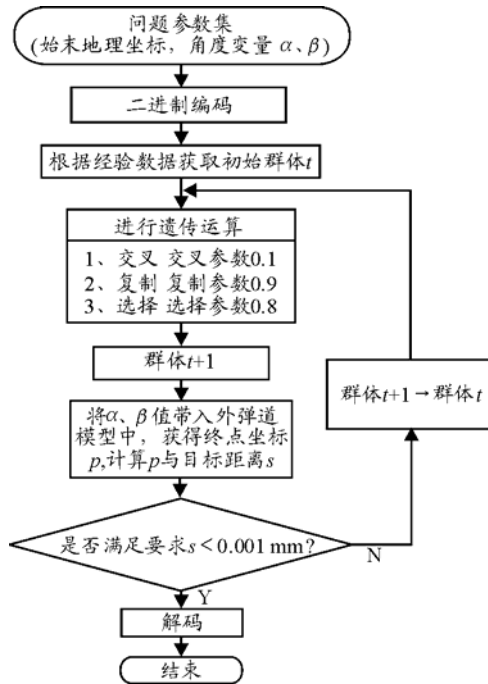 问题参数集
(始末地理坐标，角度变量 α、β)
二进制编码
根据经验数据获取初始群体t
进行遗传运算
1、交叉 交叉参数0.1
2、复制 复制参数0.9
3、选择 选择参数0.8
群体t+1
群体t+1→群体t
将α、β值带入外弹道
模型中，获得终点坐标
p,计算p与目标距离s
是否满足要求s<0.001 mm?
N
Y
解码
结束